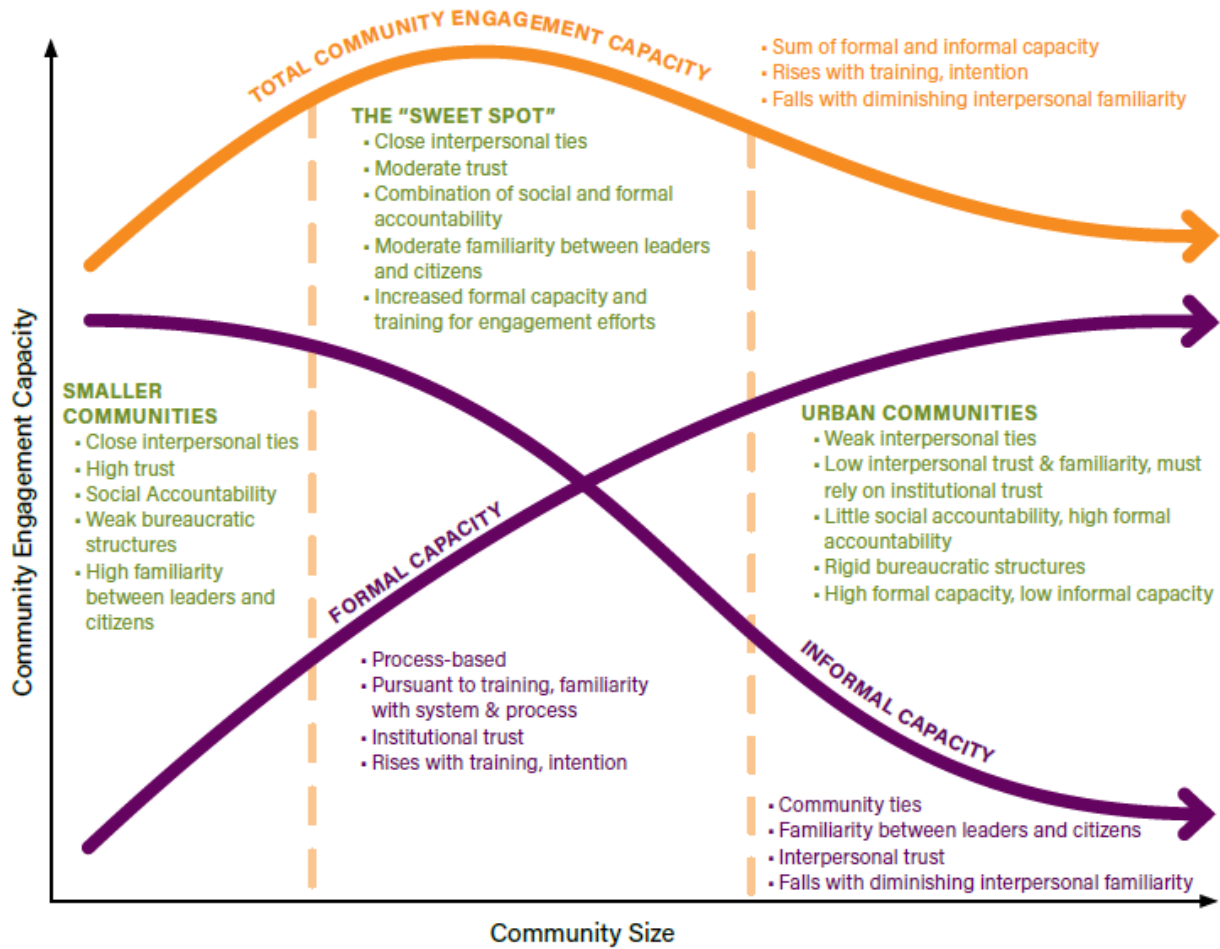 TOTAL COMMUNITY ENGAGEMENT CAPACITY
▪ Sum of formal and informal capacity
▪ Rises with training, intention
▪ Falls with diminishing interpersonal familiarity
THE “SWEET SPOT”
▪ Close interpersonal ties
▪ Moderate trust
▪ Combination of social and formal
accountability
▪ Moderate familiarity between leaders
and citizens
▪ Increased formal capacity and
training for engagement efforts
Community Engagement Capacity
SMALLER
COMMUNITIES
▪ Close interpersonal ties
▪ High trust
▪ Social Accountability
▪ Weak bureaucratic
structures
▪ High familiarity
between leaders and
citizens
URBAN COMMUNITIES
▪ Weak interpersonal ties
▪ Low interpersonal trust & familiarity, must
rely on institutional trust
▪ Little social accountability, high formal
accountability
▪ Rigid bureaucratic structures
▪ High formal capacity, low informal capacity
FORMAL CAPACITY
▪ Process-based
▪ Pursuant to training, familiarity
with system & process
▪ Institutional trust
▪ Rises with training, intention
INFORMAL CAPACITY
▪ Community ties
▪ Familiarity between leaders and citizens
▪ Interpersonal trust
▪ Falls with diminishing interpersonal familiarity
Community Size